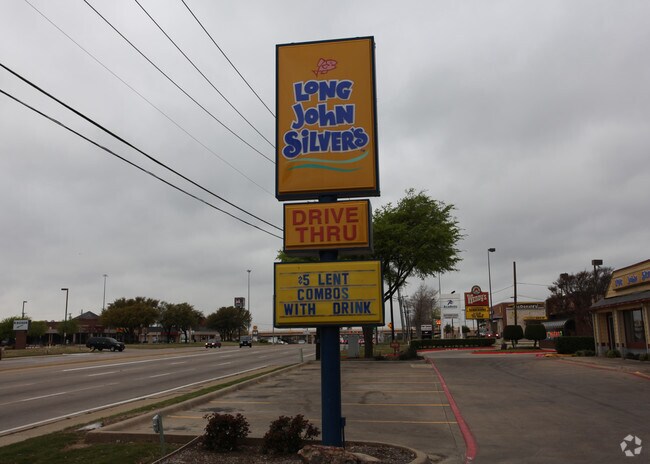 LONG
JOHN
SILVER'S
DRIVE
THRU
$5 LENT
COMBOS
WITH DRINK
Wendy's